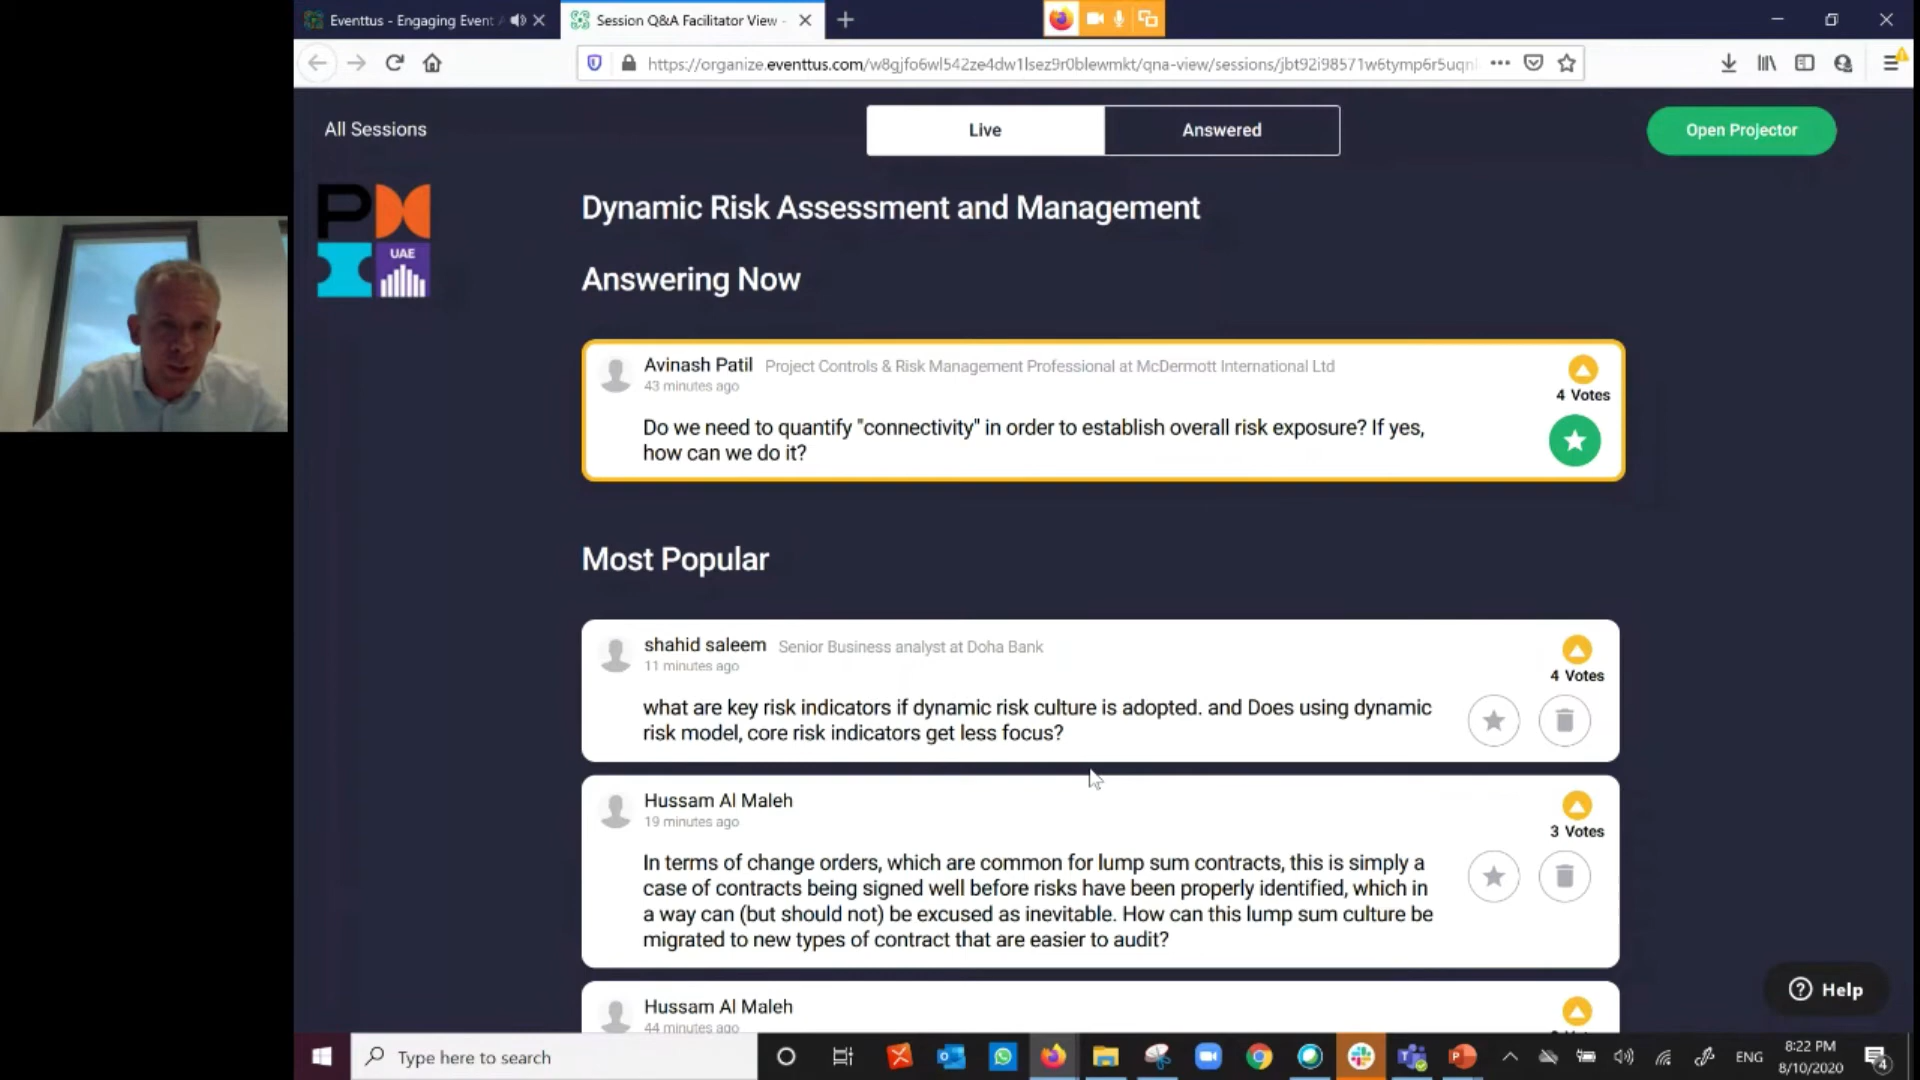 Eventtus - Engaging Event
Session Q&A Facilitator View -
https://organize.eventtus.com/w8gjfo6wl542ze4dw1lsez9r0blewmkt/qna-view/sessions/jbt92i98571w6tymp6r5uqn
All Sessions
Live
Answered
Open Projector
UAE
Dynamic Risk Assessment and Management
Answering Now
Avinash Patil Project Controls & Risk Management Professional at McDermott International Ltd
43 minutes ago
4 Votes
Do we need to quantify "connectivity" in order to establish overall risk exposure? If yes,
how can we do it?
Most Popular
shahid saleem Senior Business analyst at Doha Bank
11 minutes ago
4 Votes
what are key risk indicators if dynamic risk culture is adopted. and Does using dynamic
risk model, core risk indicators get less focus?
Hussam Al Maleh
19 minutes ago
3 Votes
In terms of change orders, which are common for lump sum contracts, this is simply a
case of contracts being signed well before risks have been properly identified, which in
a way can (but should not) be excused as inevitable. How can this lump sum culture be
migrated to new types of contract that are easier to audit?
Help
Hussam Al Maleh
44 minutes ago
Type here to search
ENG
8:22 PM
8/10/2020
4